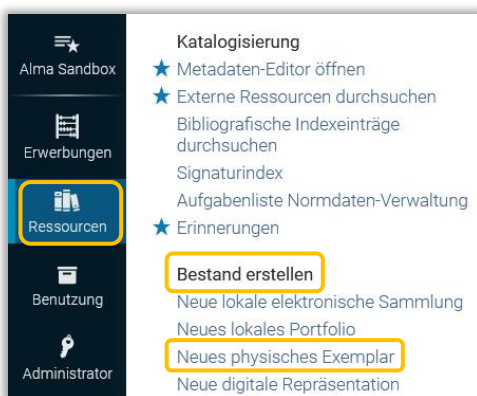 Alma Sandbox
Erwerbungen
Ressourcen
Benutzung
Administrator
Katalogisierung
Metadaten-Editor öffnen
Externe Ressourcen durchsuchen
Bibliografische Indexeinträge
durchsuchen
Signaturindex
Aufgabenliste Normdaten-Verwaltung
Erinnerungen
Bestand erstellen
Neue lokale elektronische Sammlung
Neues lokales Portfolio
Neues physisches Exemplar
Neue digitale Repräsentation